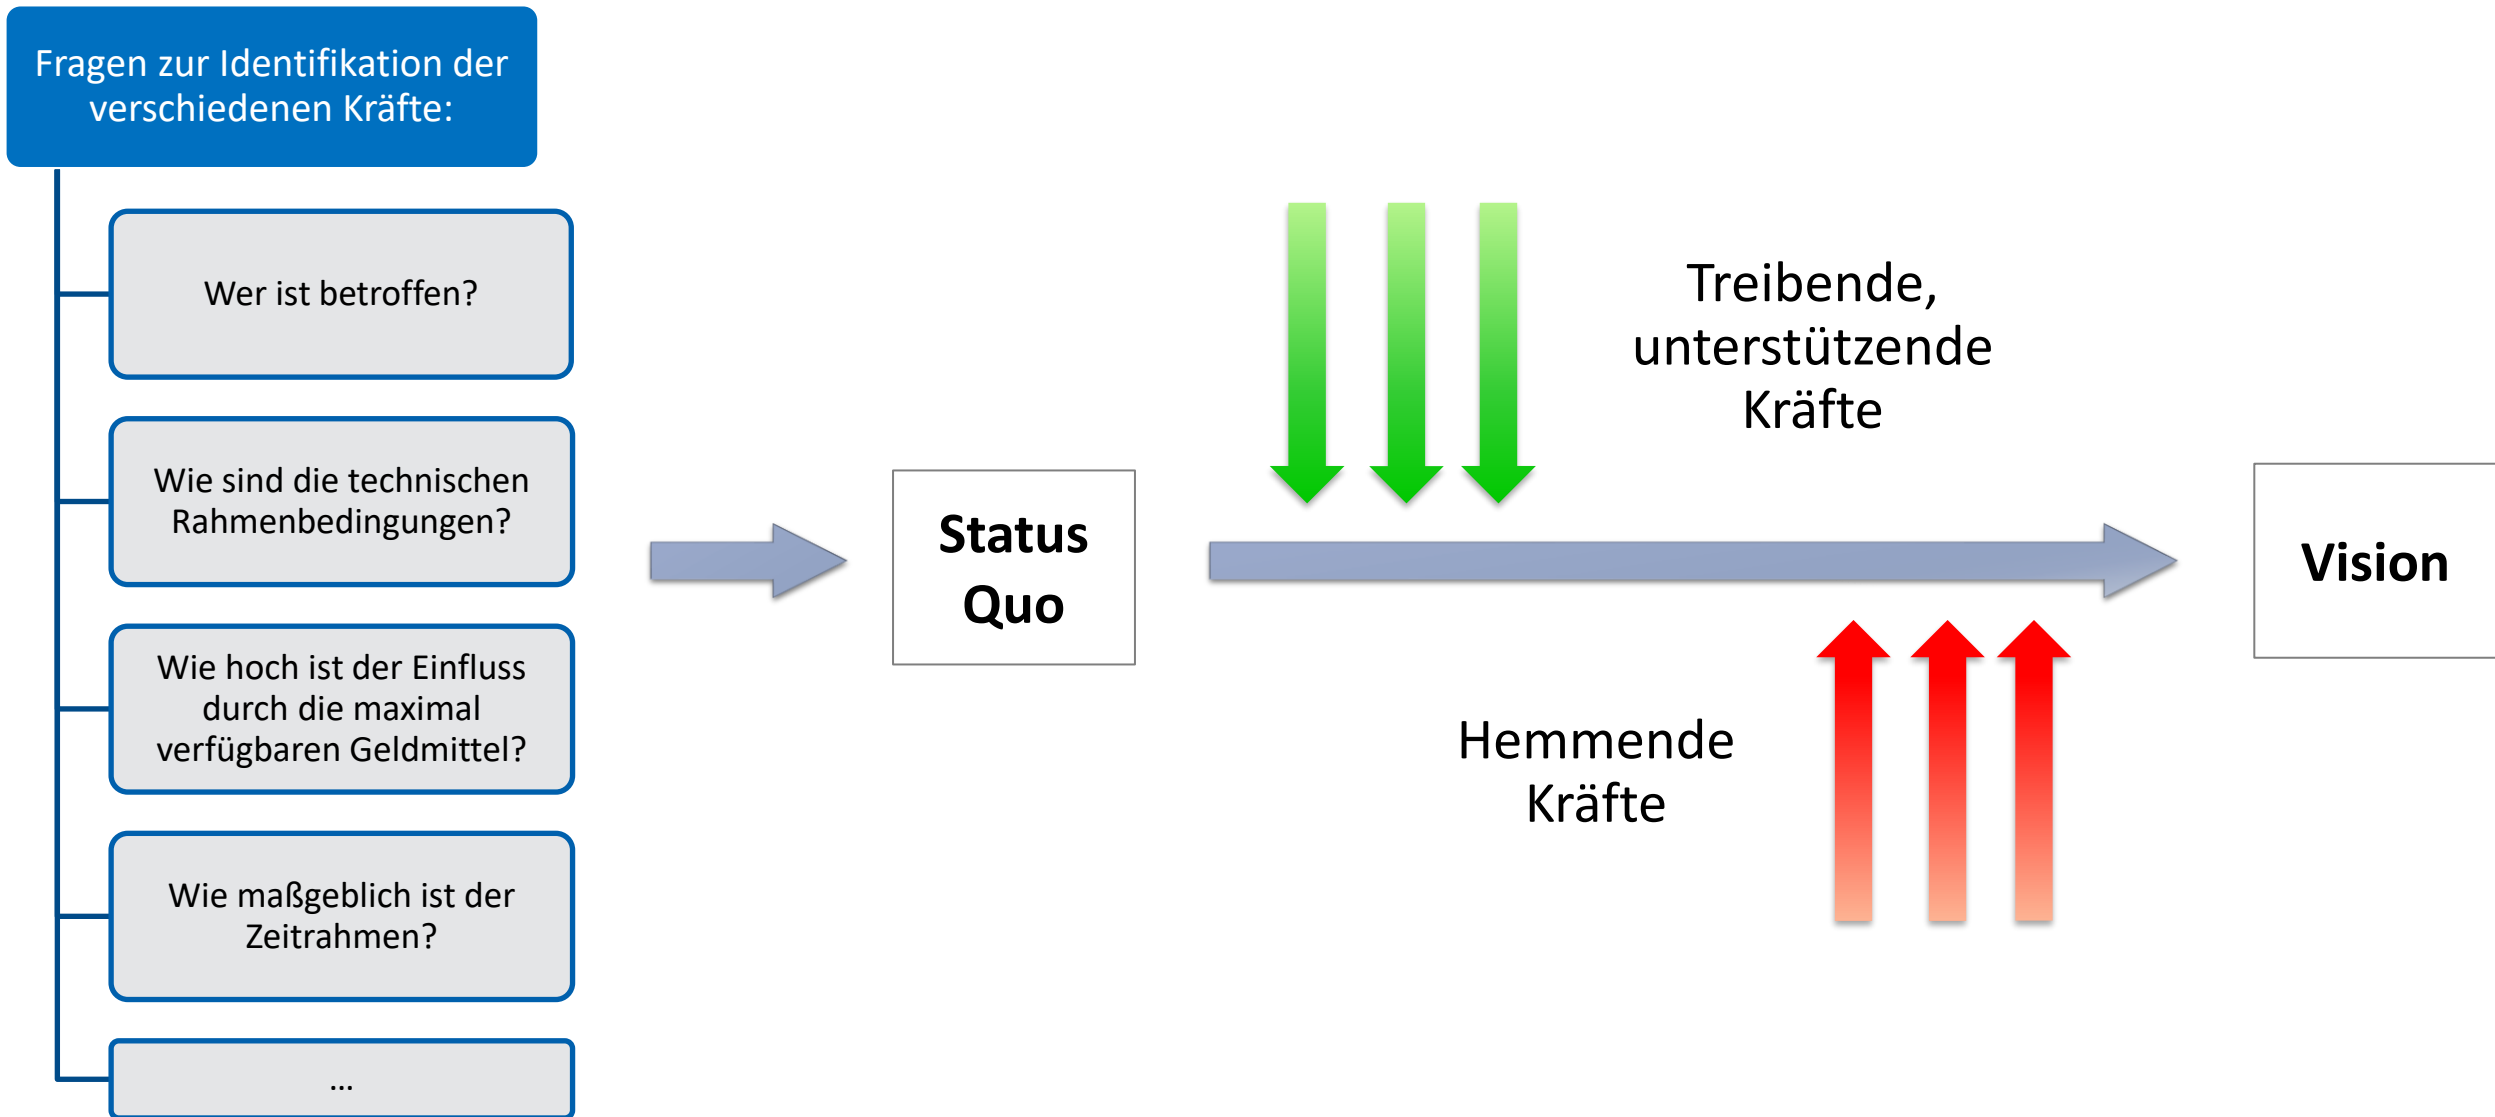 Fragen zur Identifikation der
verschiedenen Kräfte:
Wer ist betroffen?
Wie sind die technischen
Rahmenbedingungen?
Wie hoch ist der Einfluss
durch die maximal
verfügbaren Geldmittel?
Wie maßgeblich ist der
Zeitrahmen?
...
Status
Quo
Treibende,
unterstützende
Kräfte
Hemmende
Kräfte
Vision